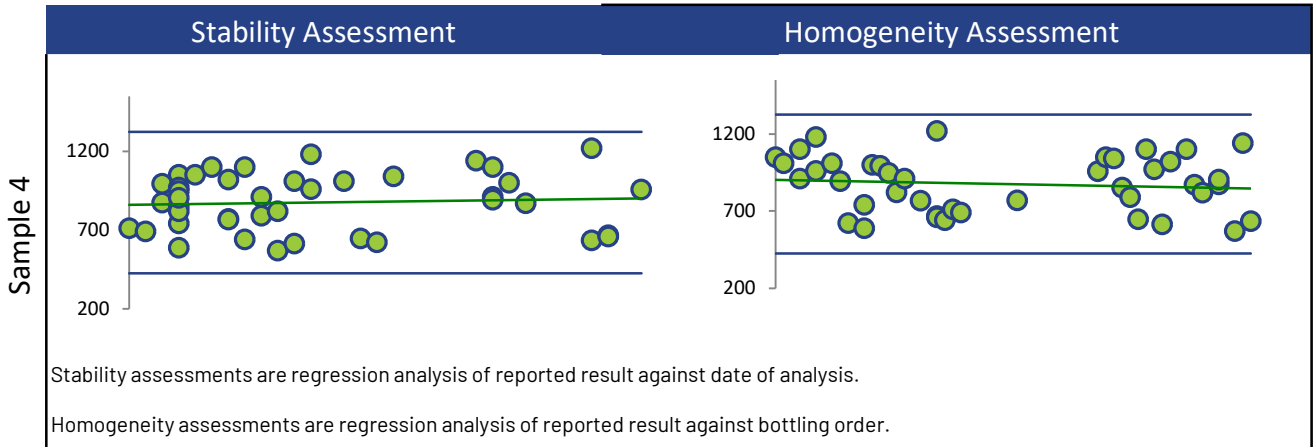 Stability Assessment
Homogeneity Assessment
Sample 4
1200
700
200
1200
700
200
Stability assessments are regression analysis of reported result against date of analysis.
Homogeneity assessments are regression analysis of reported result against bottling order.